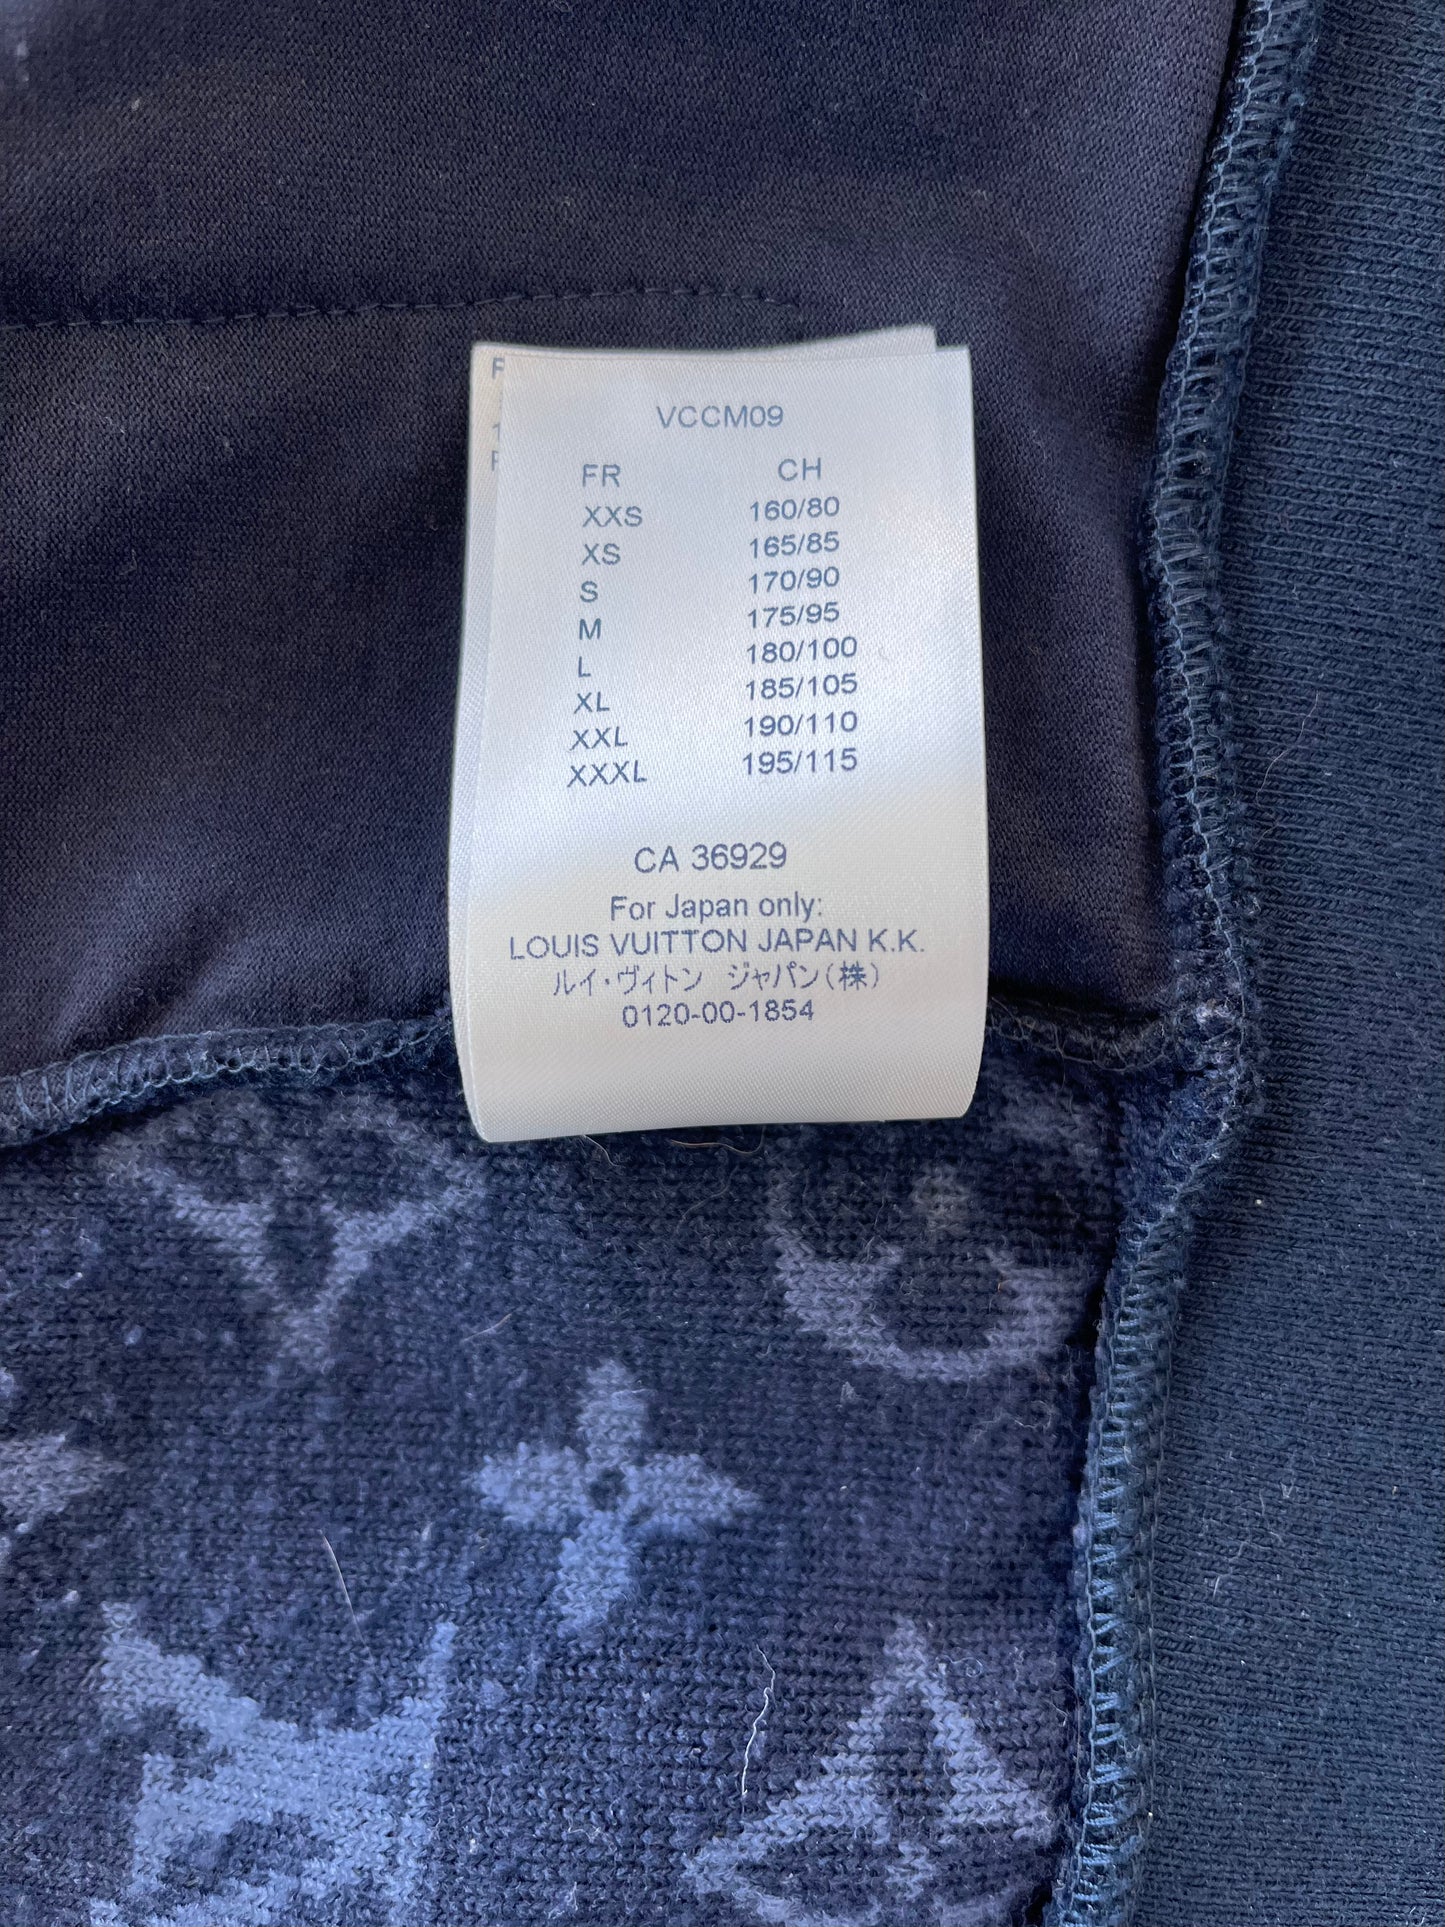 VCCM09
FR CH
XXS 160/80
XS 165/85
S 170/90
M 175/95
L 180/100
XL 185/105
XXL 190/110
XXXL 195/115
CA 36929
For Japan only:
LOUIS VUITTON JAPAN K.K.
ルイ・ヴィトン ジャパン(株)
0120-00-1854